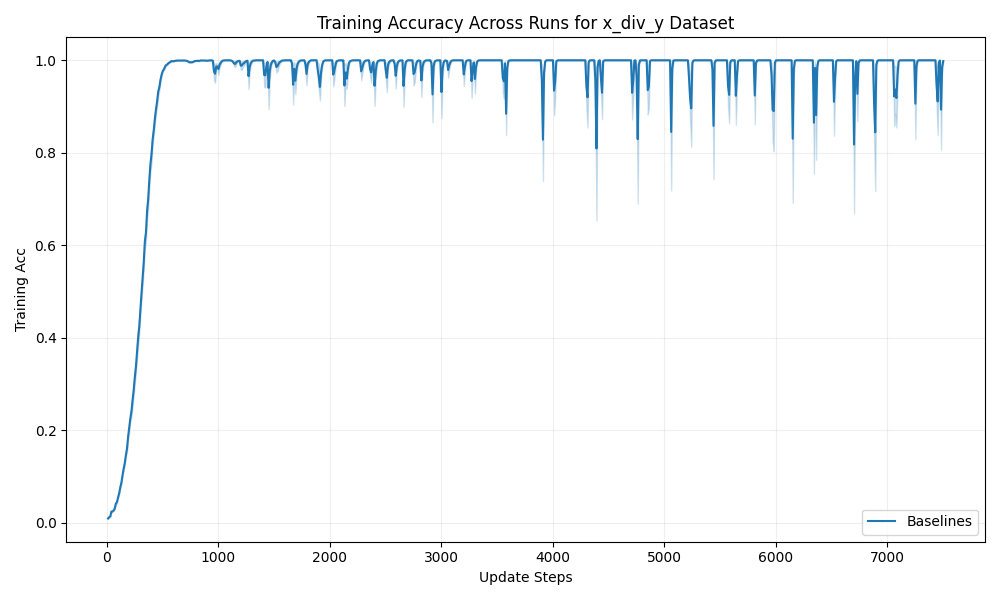 Training Accuracy Across Runs for x_div_y Dataset
Training Acc
1.0
0.8
0.6
0.4
0.2
0.0
0 1000 2000 3000 4000 5000 6000 7000
Update Steps
Baselines